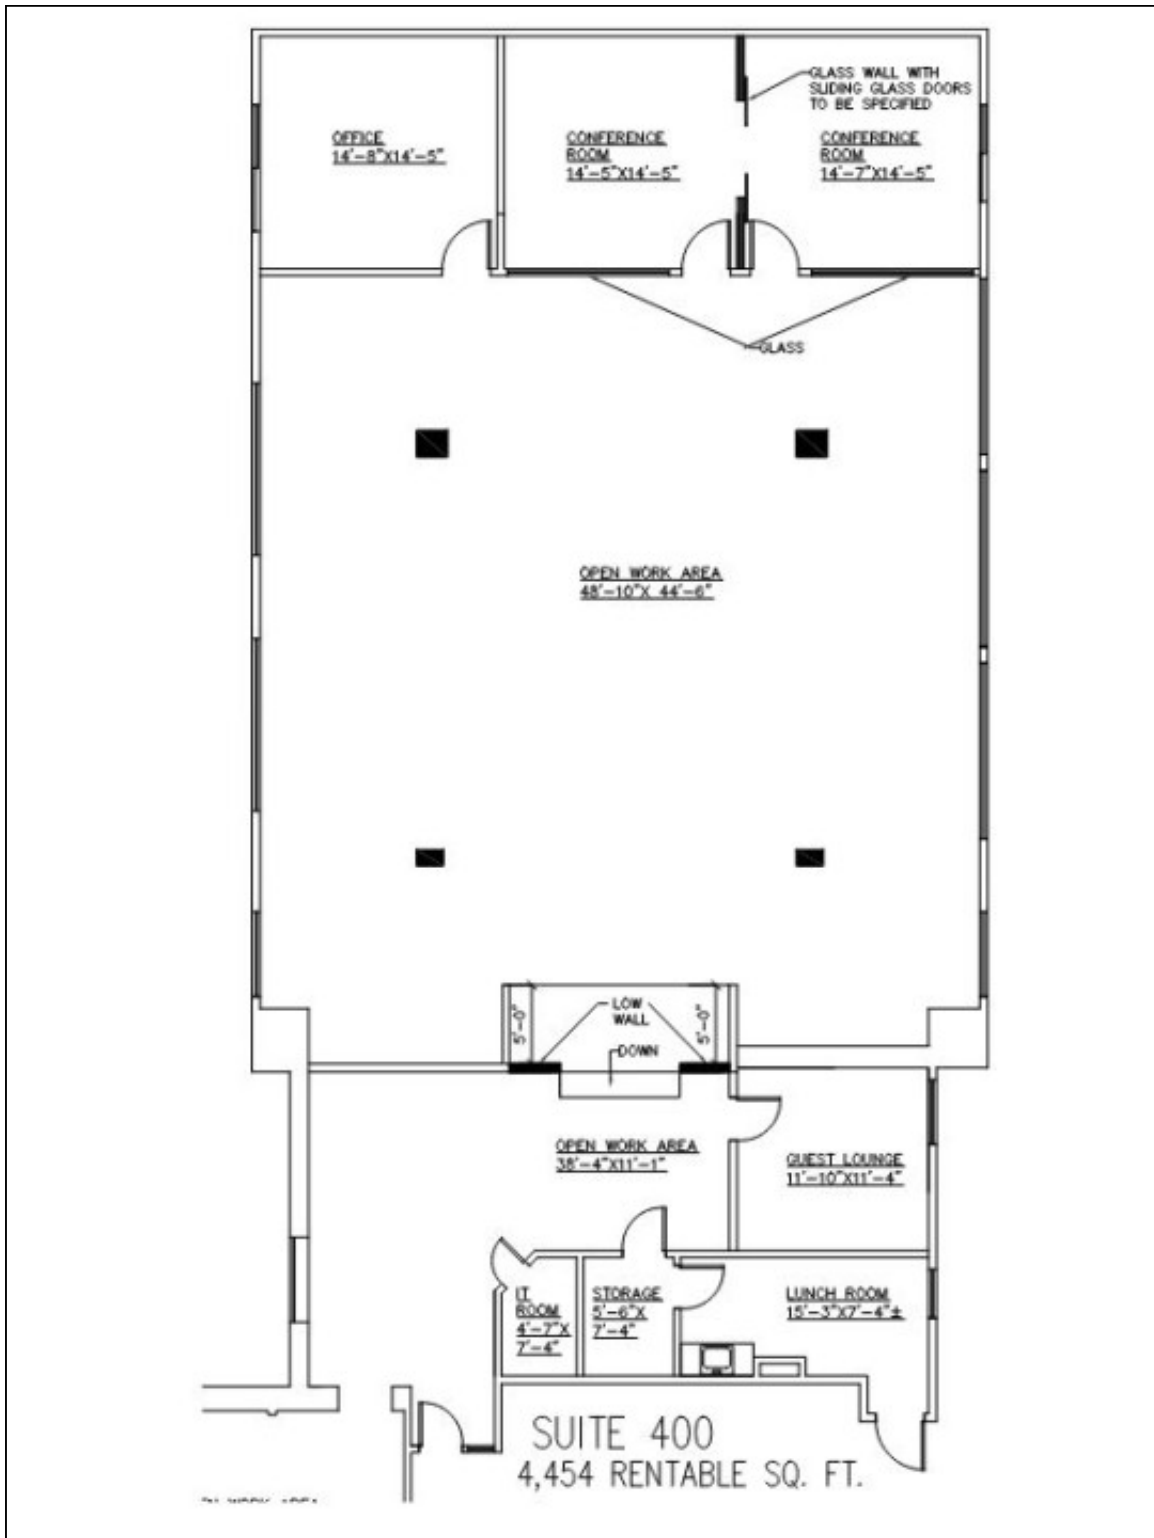 GLASS WALL WITH
SLIDING GLASS DOORS
TO BE SPECIFIED
OFFICE
14'-8"X14'-5"
CONFERENCE
ROOM
14'-5"X14'-5"
CONFERENCE
ROOM
14'-7"X14'-5"
GLASS
OPEN WORK AREA
48'-10"X 44'-6"
5'-0"
LOW
WALL
5'-0"
DOWN
OPEN WORK AREA
38'-4"X11'-1"
GUEST LOUNGE
11'-10"X11'-4"
IT
ROOM
4'-7"X
7'-4"
STORAGE
5'-6"X
7'-4"
LUNCH ROOM
15'-3"X7'-4"±
SUITE 400
4,454 RENTABLE SQ. FT.